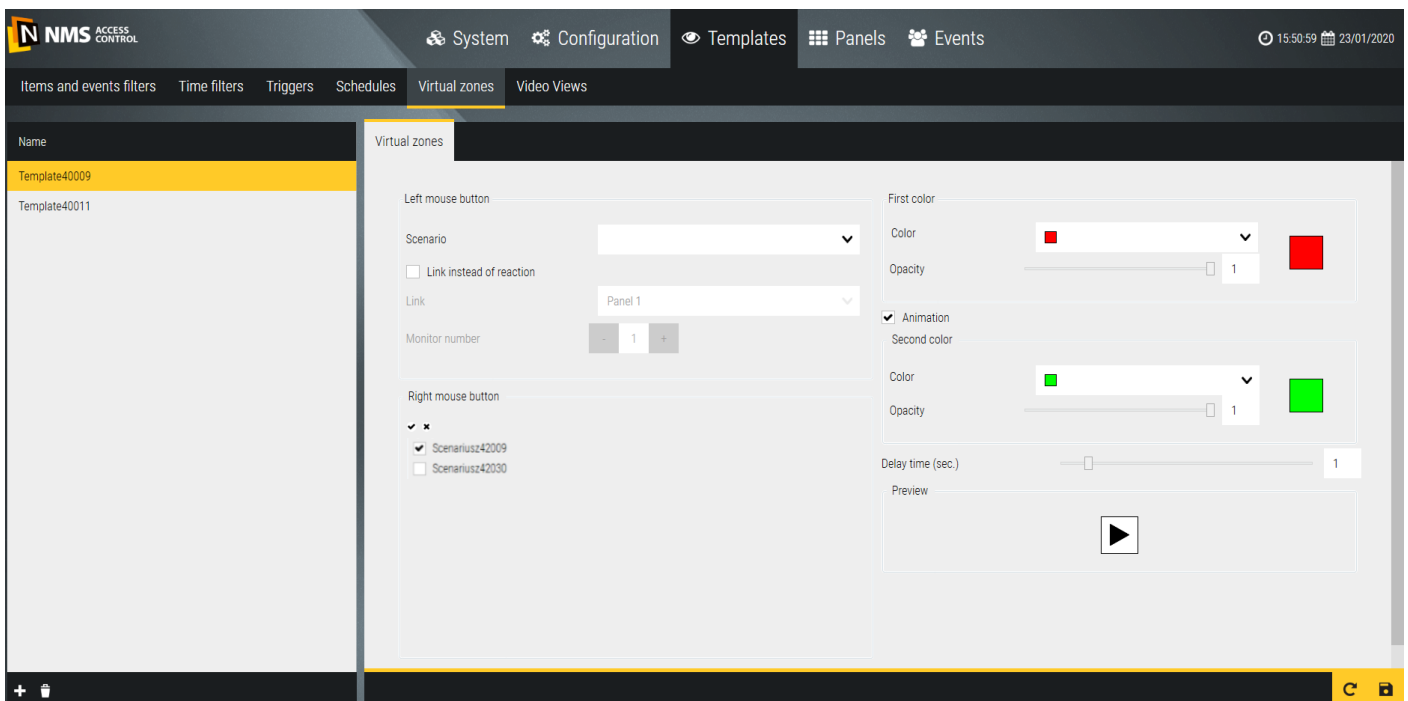 N NMS ACCESS CONTROL
System Configuration Templates Panels Events
15:50:59 23/01/2020
Items and events filters Time filters Triggers Schedules Virtual zones Video Views
Name
Template40009
Template40011
Virtual zones
Left mouse button
Scenario
Link instead of reaction
Link Panel 1
Monitor number - 1 +
Right mouse button
Scenariusz42009
Scenariusz42030
First color
Color
Opacity 1
Animation
Second color
Color
Opacity 1
Delay time (sec.) 1
Preview